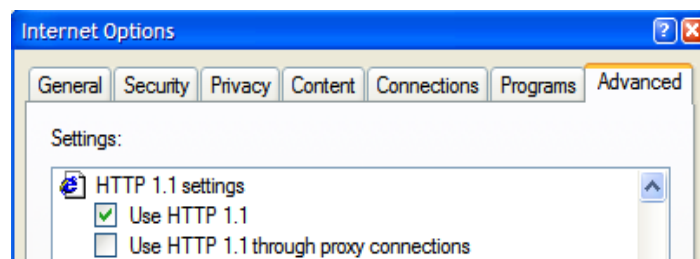 Internet Options
General Security Privacy Content Connections Programs Advanced
Settings:
HTTP 1.1 settings
Use HTTP 1.1
Use HTTP 1.1 through proxy connections